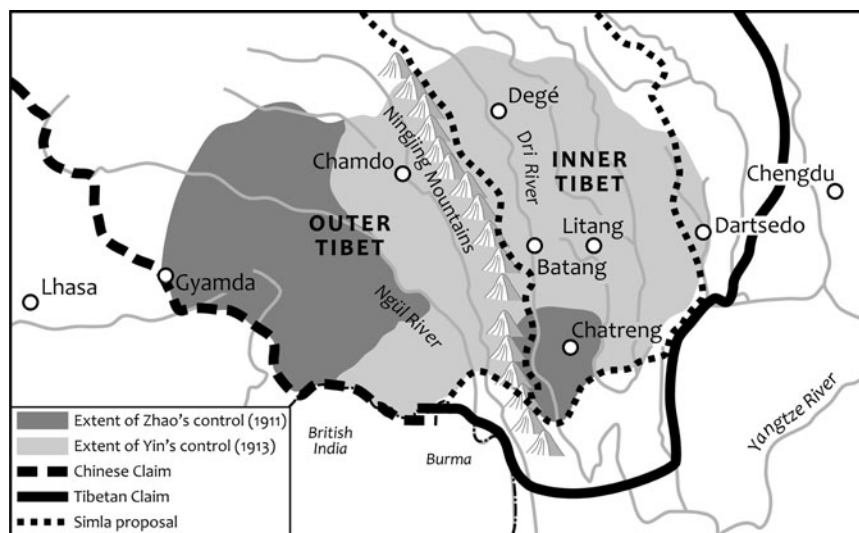 Degé
Ningjing Mountains
Dri River
Chamdo
INNER
TIBET
Chengdu
OUTER
TIBET
Litang
Dartsedo
Batang
Lhasa
Gyamda
Ngül River
Chatreng
Yangtze River
British
India
Burma
Extent of Zhao's control (1911)
Extent of Yin's control (1913)
Chinese Claim
Tibetan Claim
Simla proposal